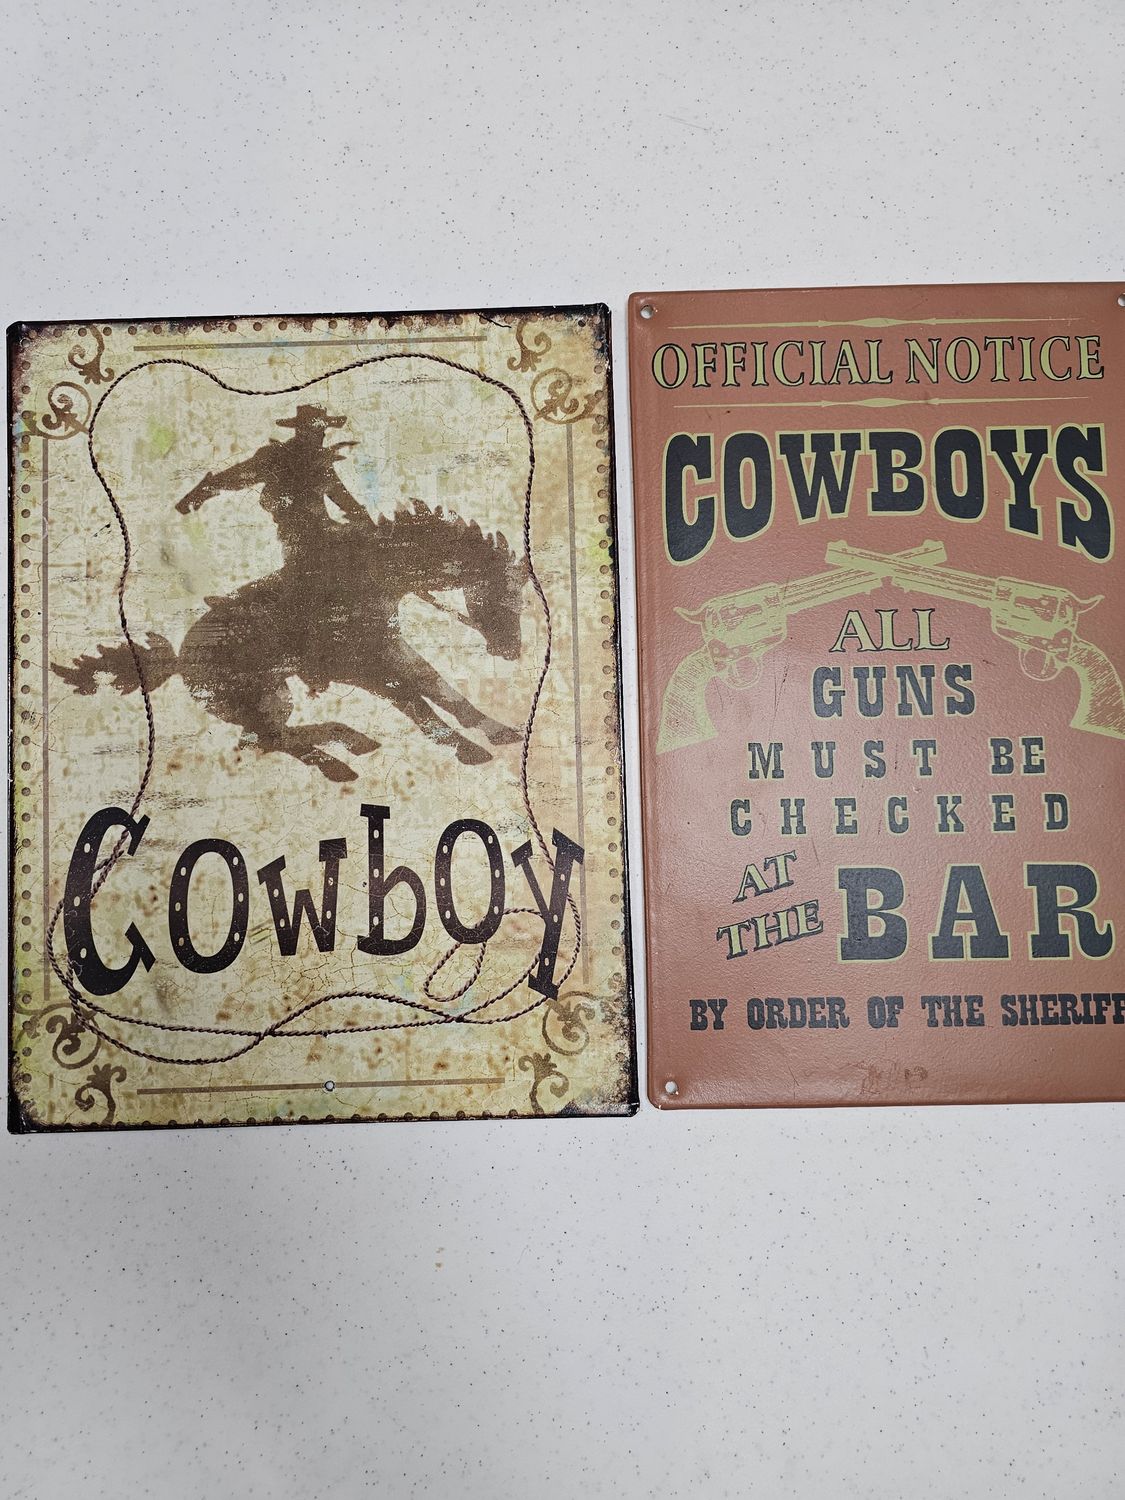 Cowboy
OFFICIAL NOTICE
COWBOYS
ALL
GUNS
MUST BE
CHECKED
AT
THE BAR
BY ORDER OF THE SHERIFF